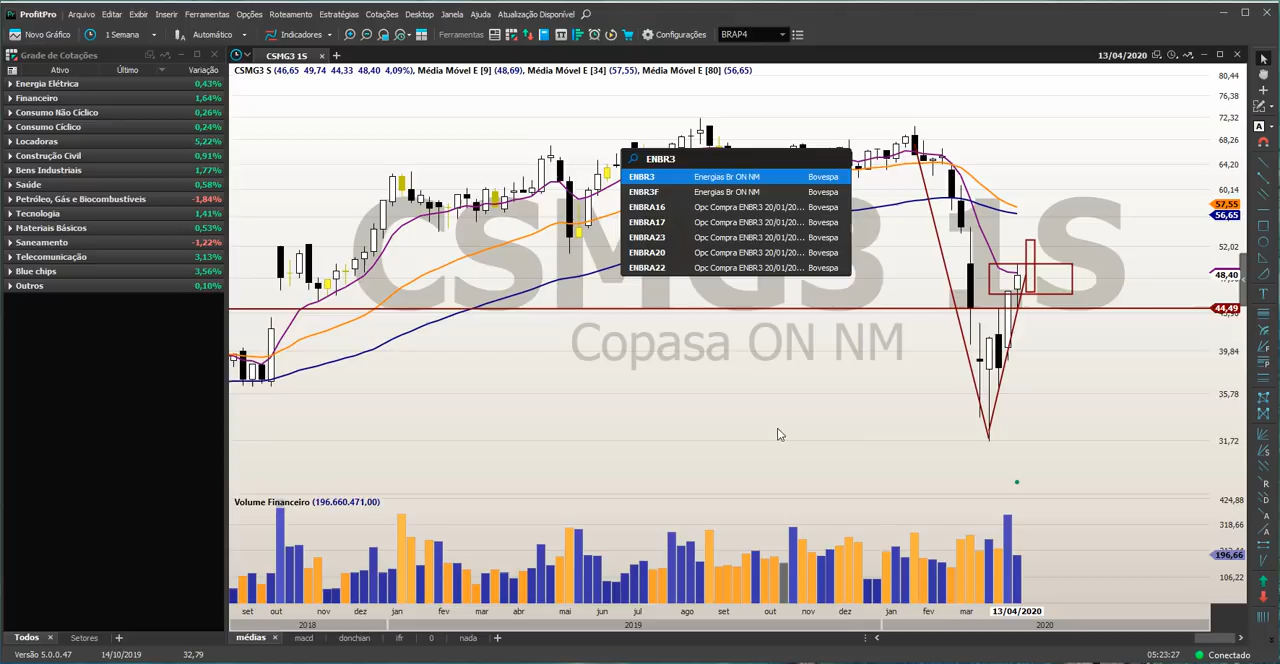 ProfitPro Arquivo Editar Exibir Inserir Ferramentas Opções Roteamento Estratégias Cotações Desktop Janela Ajuda Atualização Disponível
Novo Gráfico 1 Semana Automático Indicadores Ferramentas Configurações BRAP4
Grade de Cotações
CSMG3 1S
13/04/2020
Ativo Último Variação
Energia Elétrica 0,43%
Financeiro 1,64%
Consumo Não Cíclico 0,26%
Consumo Cíclico 0,24%
Locadoras 5,22%
Construção Civil 0,91%
Bens Industriais 1,77%
Saúde 0,58%
Petróleo, Gás e Biocombustíveis -1,84%
Tecnologia 1,41%
Materiais Básicos 0,53%
Saneamento -1,22%
Telecomunicação 3,13%
Blue chips 3,56%
Outros 0,10%
CSMG3 S (46,65 49,74 44,33 48,40 4,09%), Média Móvel E [9] (48,69), Média Móvel E [34] (57,55), Média Móvel E [80] (56,65)
ENBR3
ENBR3 Energias Br ON NM Bovespa
ENBR3F Energias Br ON NM Bovespa
ENBRA16 Opc Compra ENBR3 20/01/20... Bovespa
ENBRA17 Opc Compra ENBR3 20/01/20... Bovespa
ENBRA23 Opc Compra ENBR3 20/01/20... Bovespa
ENBRA20 Opc Compra ENBR3 20/01/20... Bovespa
ENBRA22 Opc Compra ENBR3 20/01/20... Bovespa
CSMG3 1S
Copasa ON NM
80,44
76,38
72,32
68,26
64,20
60,14
57,55
56,65
52,02
48,40
44,49
39,84
35,78
31,72
Volume Financeiro (196.660.471,00)
424,88
318,66
196,66
106,22
set out nov dez jan fev mar abr mai jun jul ago set out nov dez jan fev mar 13/04/2020
2018 2019 2020
Todos Setores
médias macd donchian ifr 0 nada
Versão 5.0.0.47 14/10/2019 32,79 05:23:27 Conectado